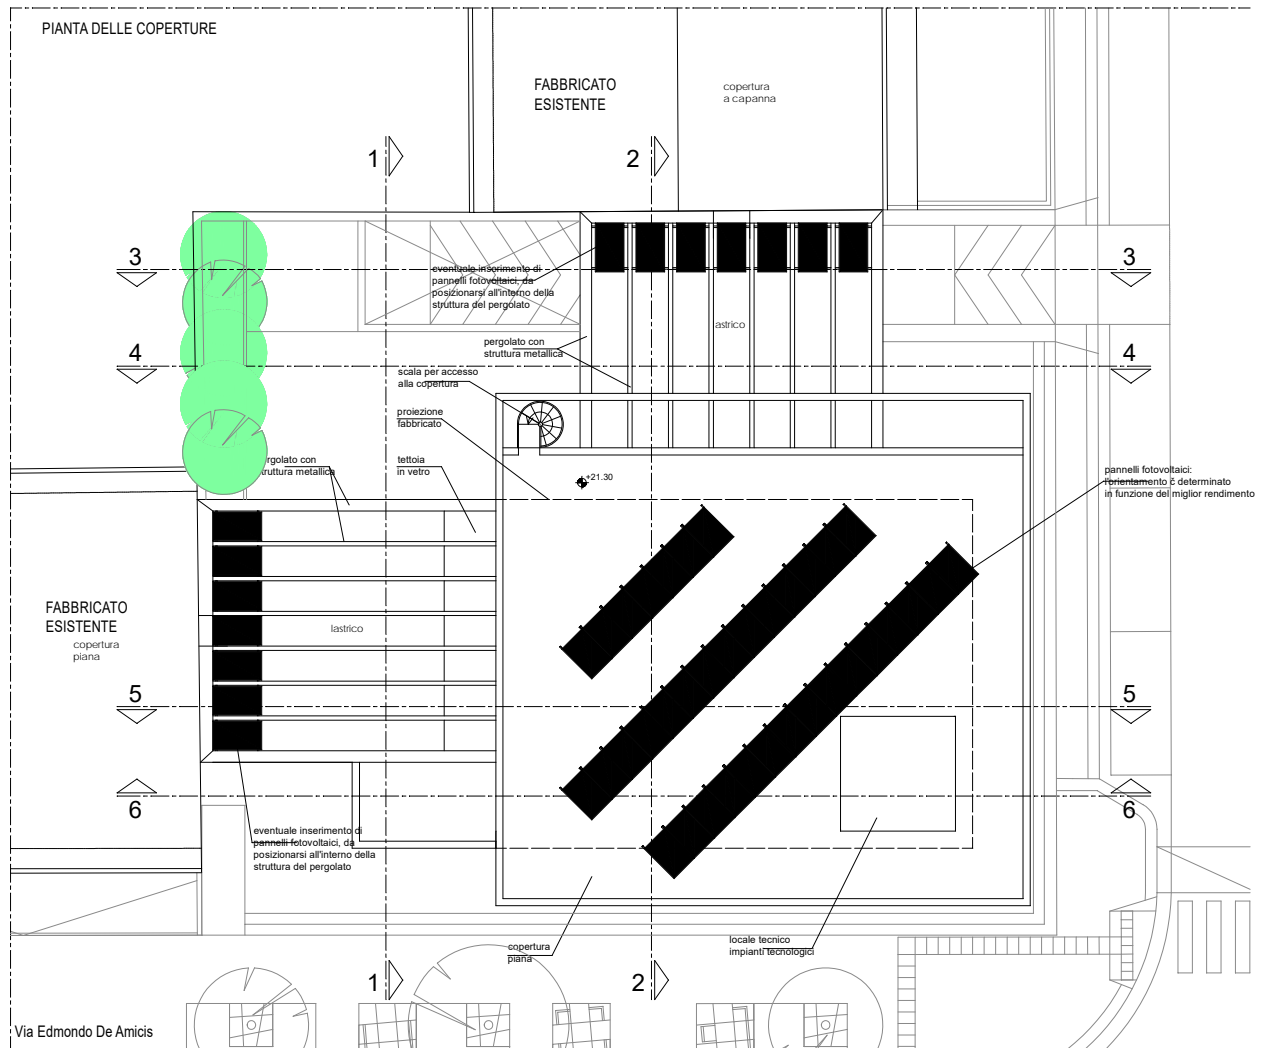 PIANTA DELLE COPERTURE
FABBRICATO
ESISTENTE
copertura
a capanna
1
2
3
3
eventuale inserimento di
pannelli fotovoltaici, da
posizionarsi all'interno della
struttura del pergolato
astrico
pergolato con
struttura metallica
4
4
scala per accesso
alla copertura
proiezione
fabbricato
ergolato con
truttura metallica
tettoia
in vetro
+21.30
pannelli fotovoltaici:
l'orientamento č determinato
in funzione del miglior rendimento
FABBRICATO
ESISTENTE
copertura
piana
lastrico
5
5
6
6
eventuale inserimento di
pannelli fotovoltaici, da
posizionarsi all'interno della
struttura del pergolato
copertura
piana
locale tecnico
impianti tecnologici
1
2
Via Edmondo De Amicis